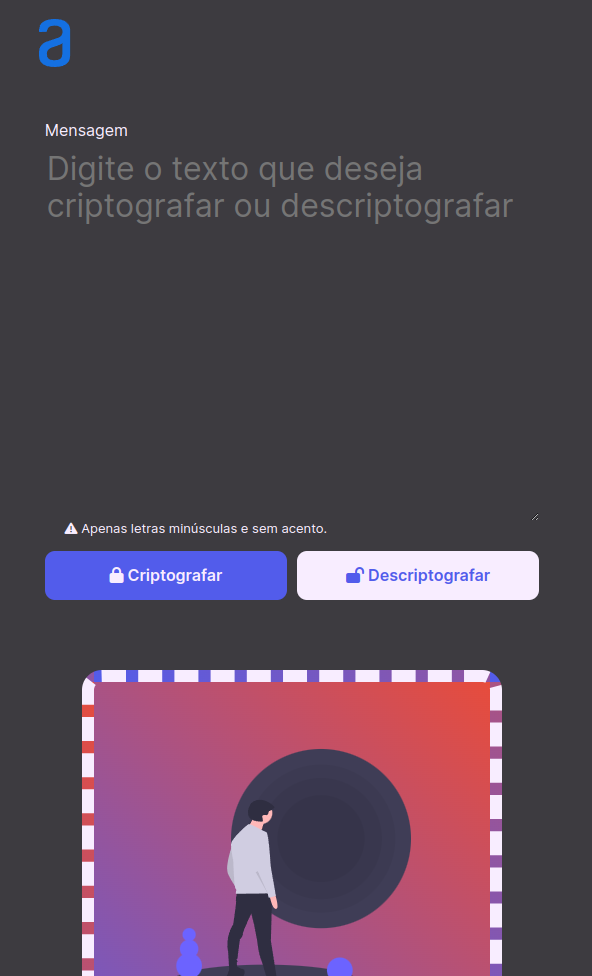 a
Mensagem
Digite o texto que deseja
criptografar ou descriptografar
Apenas letras minúsculas e sem acento.
Criptografar
Descriptografar